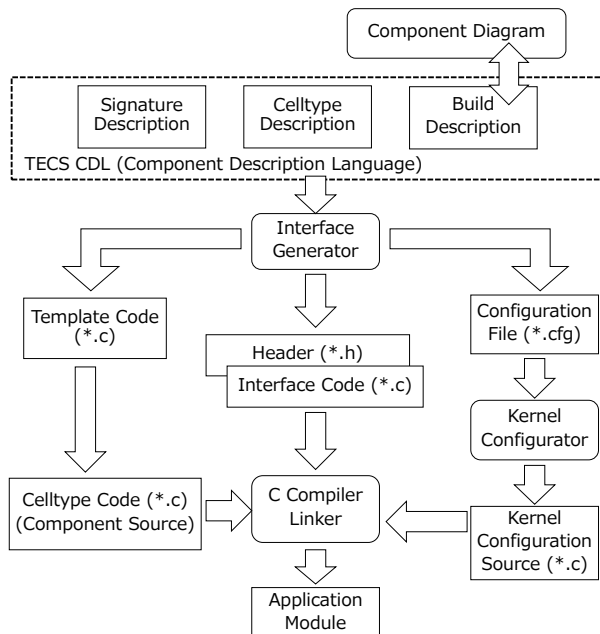 Component Diagram
Signature
Description
Celltype
Description
Build
Description
TECS CDL (Component Description Language)
Interface
Generator
Template Code
(*.c)
Header (*.h)
Interface Code (*.c)
Configuration
File (*.cfg)
Kernel
Configurator
Celltype Code (*.c)
(Component Source)
C Compiler
Linker
Kernel
Configuration
Source (*.c)
Application
Module